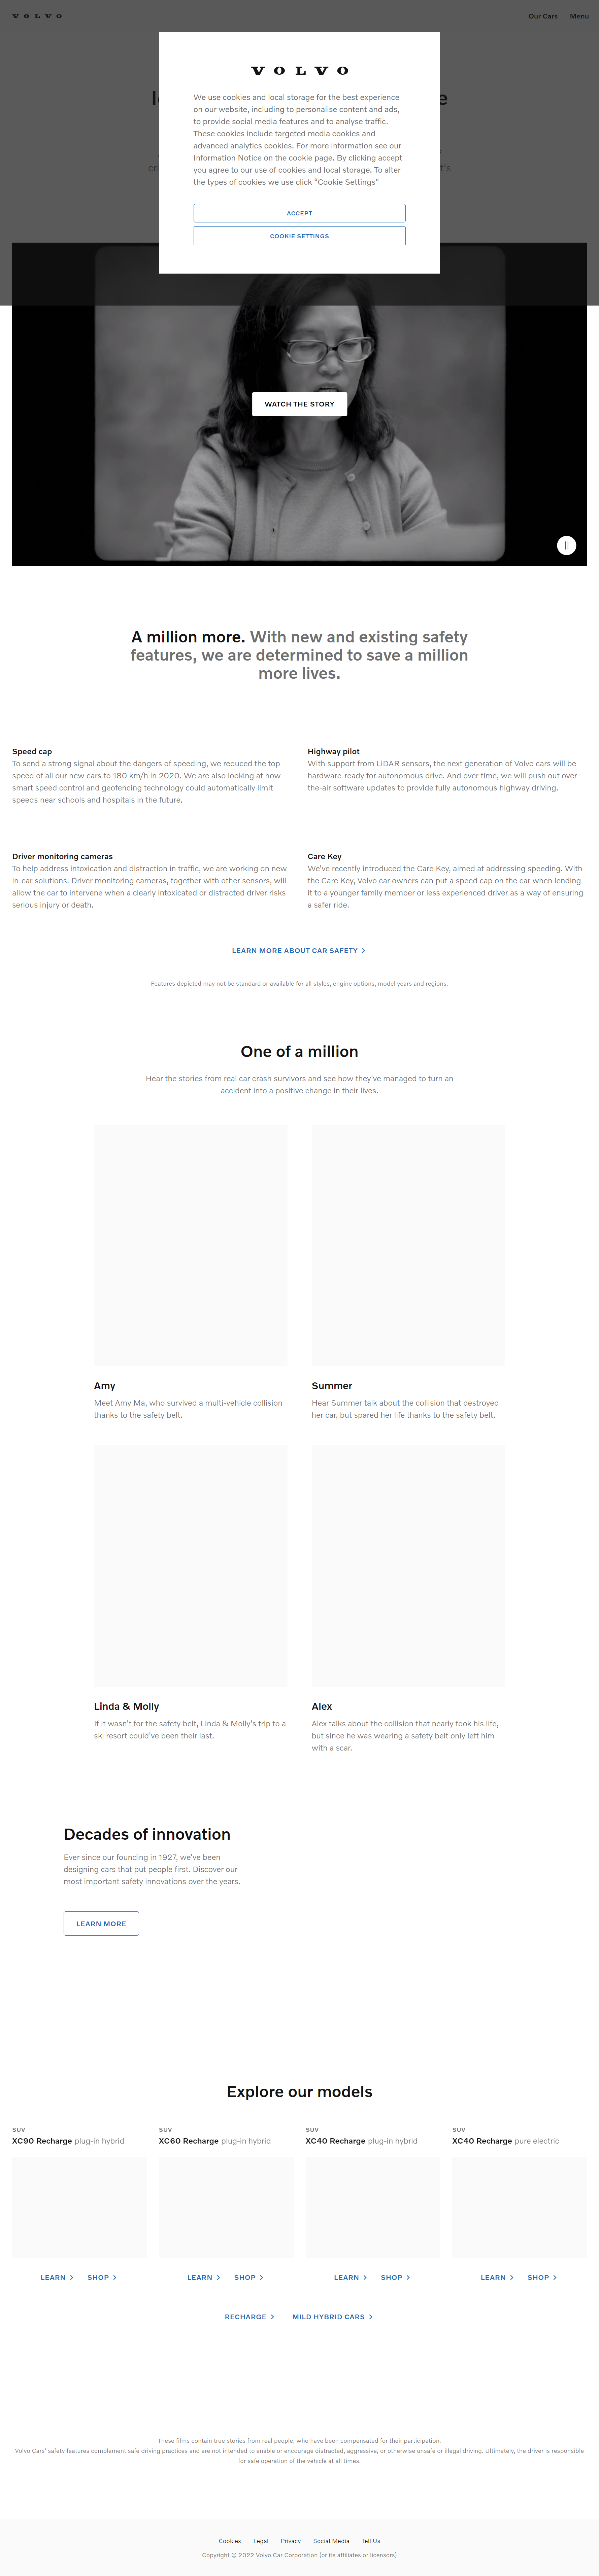 VOLVO
Our Cars
Menu
VOLVO
We use cookies and local storage for the best experience
on our website, including to personalise content and ads,
to provide social media features and to analyse traffic.
These cookies include targeted media cookies and
advanced analytics cookies. For more information see our
Information Notice on the cookie page. By clicking accept
you agree to our use of cookies and local storage. To alter
the types of cookies we use click "Cookie Settings"
ACCEPT
COOKIE SETTINGS
WATCH THE STORY
A million more. With new and existing safety
features, we are determined to save a million
more lives.
Speed cap
To send a strong signal about the dangers of speeding, we reduced the top
speed of all our new cars to 180 km/h in 2020. We are also looking at how
smart speed control and geofencing technology could automatically limit
speeds near schools and hospitals in the future.
Highway pilot
With support from LiDAR sensors, the next generation of Volvo cars will be
hardware-ready for autonomous drive. And over time, we will push out over-
the-air software updates to provide fully autonomous highway driving.
Driver monitoring cameras
To help address intoxication and distraction in traffic, we are working on new
in-car solutions. Driver monitoring cameras, together with other sensors, will
allow the car to intervene when a clearly intoxicated or distracted driver risks
serious injury or death.
Care Key
We've recently introduced the Care Key, aimed at addressing speeding. With
the Care Key, Volvo car owners can put a speed cap on the car when lending
it to a younger family member or less experienced driver as a way of ensuring
a safer ride.
LEARN MORE ABOUT CAR SAFETY
Features depicted may not be standard or available for all styles, engine options, model years and regions.
One of a million
Hear the stories from real car crash survivors and see how they've managed to turn an
accident into a positive change in their lives.
Amy
Meet Amy Ma, who survived a multi-vehicle collision
thanks to the safety belt.
Summer
Hear Summer talk about the collision that destroyed
her car, but spared her life thanks to the safety belt.
Linda & Molly
If it wasn't for the safety belt, Linda & Molly's trip to a
ski resort could've been their last.
Alex
Alex talks about the collision that nearly took his life,
but since he was wearing a safety belt only left him
with a scar.
Decades of innovation
Ever since our founding in 1927, we've been
designing cars that put people first. Discover our
most important safety innovations over the years.
LEARN MORE
Explore our models
SUV
XC90 Recharge plug-in hybrid
SUV
XC60 Recharge plug-in hybrid
SUV
XC40 Recharge plug-in hybrid
SUV
XC40 Recharge pure electric
LEARN SHOP
LEARN SHOP
LEARN SHOP
LEARN SHOP
RECHARGE MILD HYBRID CARS
These films contain true stories from real people, who have been compensated for their participation.
Volvo Cars' safety features complement safe driving practices and are not intended to enable or encourage distracted, aggressive, or otherwise unsafe or illegal driving. Ultimately, the driver is responsible
for safe operation of the vehicle at all times.
Cookies Legal Privacy Social Media Tell Us
Copyright © 2022 Volvo Car Corporation (or its affiliates or licensors)